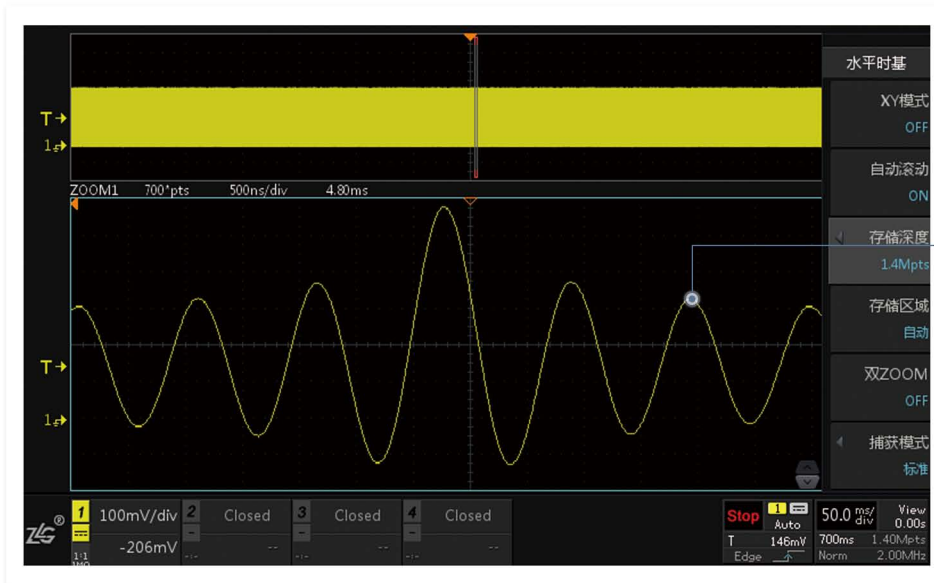 水平时基
XY模式
OFF
T
1
自动滚动
ON
ZOOM1 700*pts 500ns/div 4.80ms
存储深度
1.4Mpts
存储区域
自动
T
双ZOOM
OFF
1
捕获模式
标准
ZLG®
1 100mV/div 2 Closed 3 Closed 4 Closed
-206mV -- -- --
1:1 -:- -:- -:-
1MΩ
Stop 1 Auto 50.0 ms/div View 0.00s
T 146mV 700ms 1.40Mpts
Edge Norm 2.00MHz